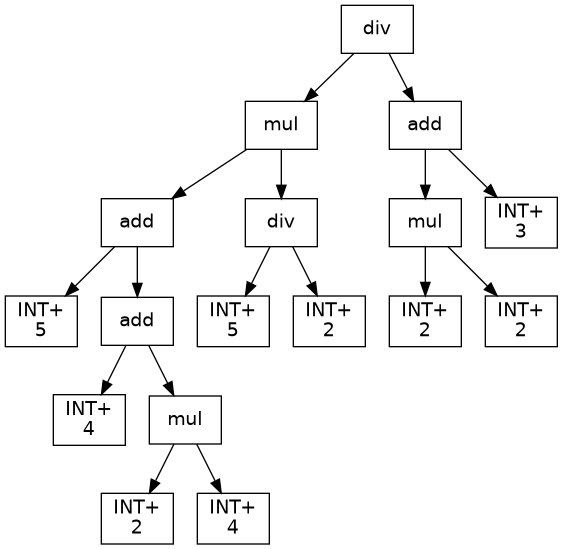 div
mul
add
add
div
mul
INT+
3
INT+
5
add
INT+
5
INT+
2
INT+
2
INT+
2
INT+
4
mul
INT+
2
INT+
4